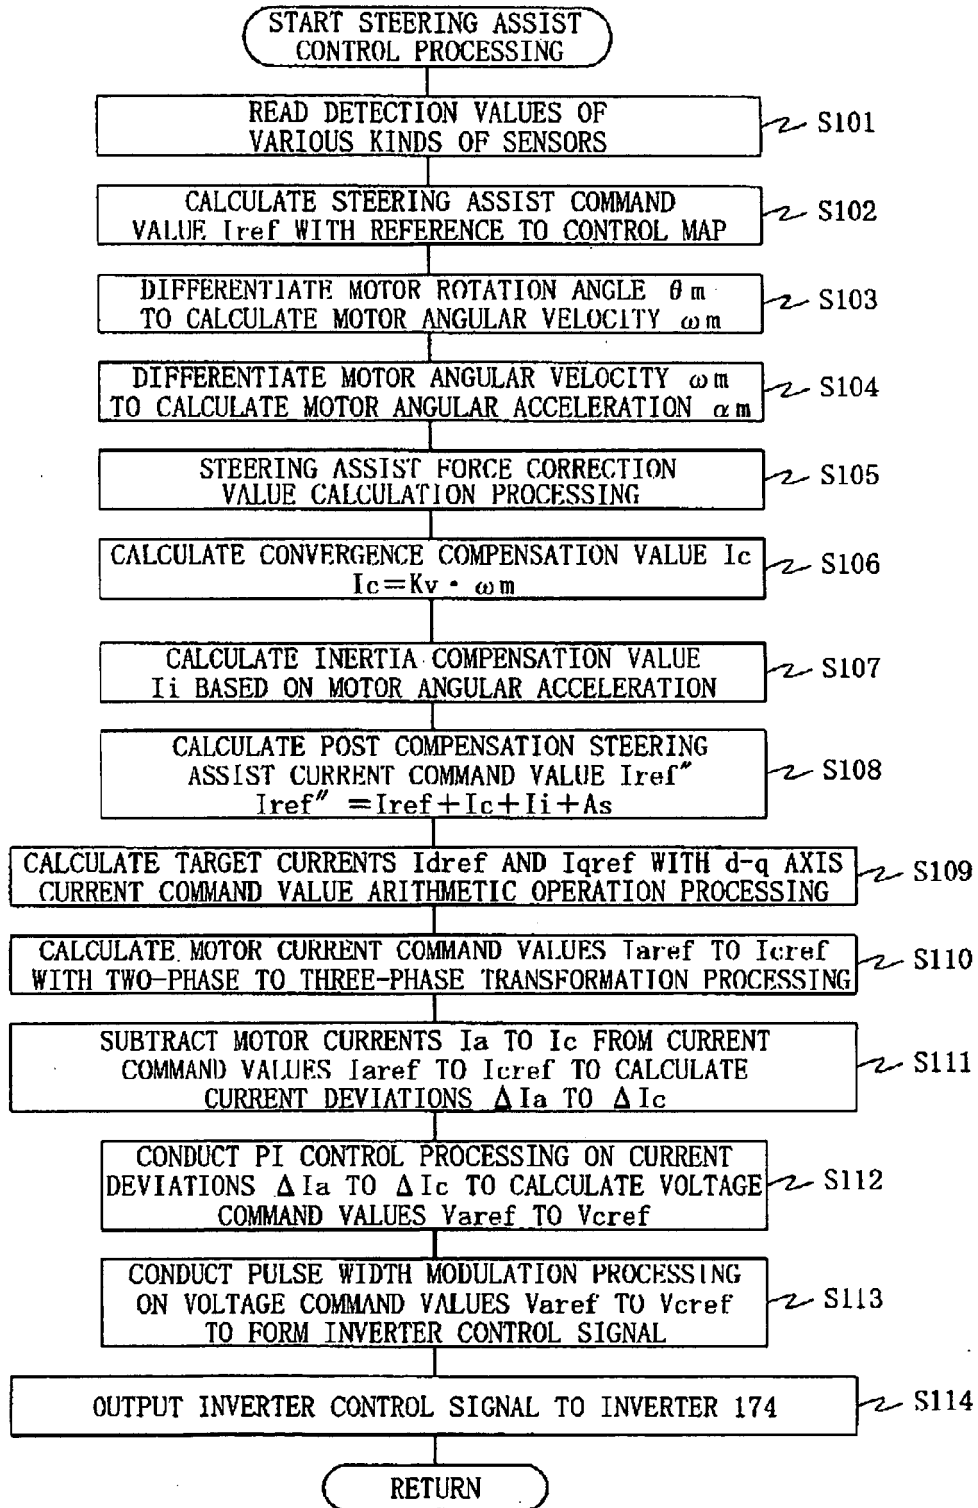 START STEERING ASSIST
CONTROL PROCESSING
READ DETECTION VALUES OF
VARIOUS KINDS OF SENSORS
S101
CALCULATE STEERING ASSIST COMMAND
VALUE Iref WITH REFERENCE TO CONTROL MAP
S102
DIFFERENTIATE MOTOR ROTATION ANGLE θm
TO CALCULATE MOTOR ANGULAR VELOCITY ωm
S103
DIFFERENTIATE MOTOR ANGULAR VELOCITY ωm
TO CALCULATE MOTOR ANGULAR ACCELERATION αm
S104
STEERING ASSIST FORCE CORRECTION
VALUE CALCULATION PROCESSING
S105
CALCULATE CONVERGENCE COMPENSATION VALUE Ic
Ic=Kv・ωm
S106
CALCULATE INERTIA COMPENSATION VALUE
Ii BASED ON MOTOR ANGULAR ACCELERATION
S107
CALCULATE POST COMPENSATION STEERING
ASSIST CURRENT COMMAND VALUE Iref″
Iref″ =Iref+Ic+Ii+As
S108
CALCULATE TARGET CURRENTS Idref AND Iqref WITH d-q AXIS
CURRENT COMMAND VALUE ARITHMETIC OPERATION PROCESSING
S109
CALCULATE MOTOR CURRENT COMMAND VALUES Iaref TO Icref
WITH TWO-PHASE TO THREE-PHASE TRANSFORMATION PROCESSING
S110
SUBTRACT MOTOR CURRENTS Ia TO Ic FROM CURRENT
COMMAND VALUES Iaref TO Icref TO CALCULATE
CURRENT DEVIATIONS ΔIa TO ΔIc
S111
CONDUCT PI CONTROL PROCESSING ON CURRENT
DEVIATIONS ΔIa TO ΔIc TO CALCULATE VOLTAGE
COMMAND VALUES Varef TO Vcref
S112
CONDUCT PULSE WIDTH MODULATION PROCESSING
ON VOLTAGE COMMAND VALUES Varef TO Vcref
TO FORM INVERTER CONTROL SIGNAL
S113
OUTPUT INVERTER CONTROL SIGNAL TO INVERTER 174
S114
RETURN